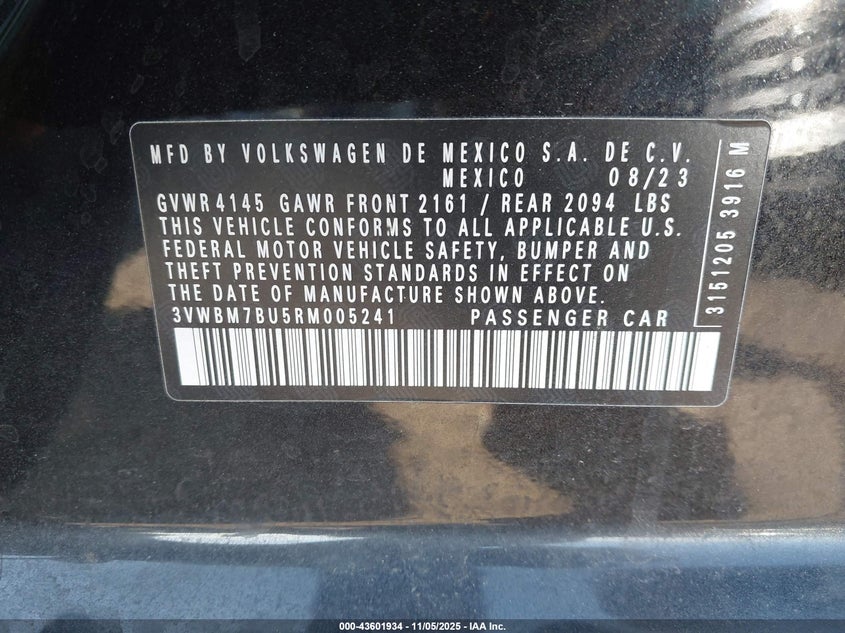 MFD BY VOLKSWAGEN DE MEXICO S.A. DE C.V.
MEXICO 08/23
GVWR 4145 GAWR FRONT 2161 / REAR 2094 LBS
THIS VEHICLE CONFORMS TO ALL APPLICABLE U.S.
FEDERAL MOTOR VEHICLE SAFETY, BUMPER AND
THEFT PREVENTION STANDARDS IN EFFECT ON
THE DATE OF MANUFACTURE SHOWN ABOVE.
3VWBM7BU5RM005241 PASSENGER CAR
3151205 3916 M
000-43601934 - 11/05/2025 - IAA Inc.